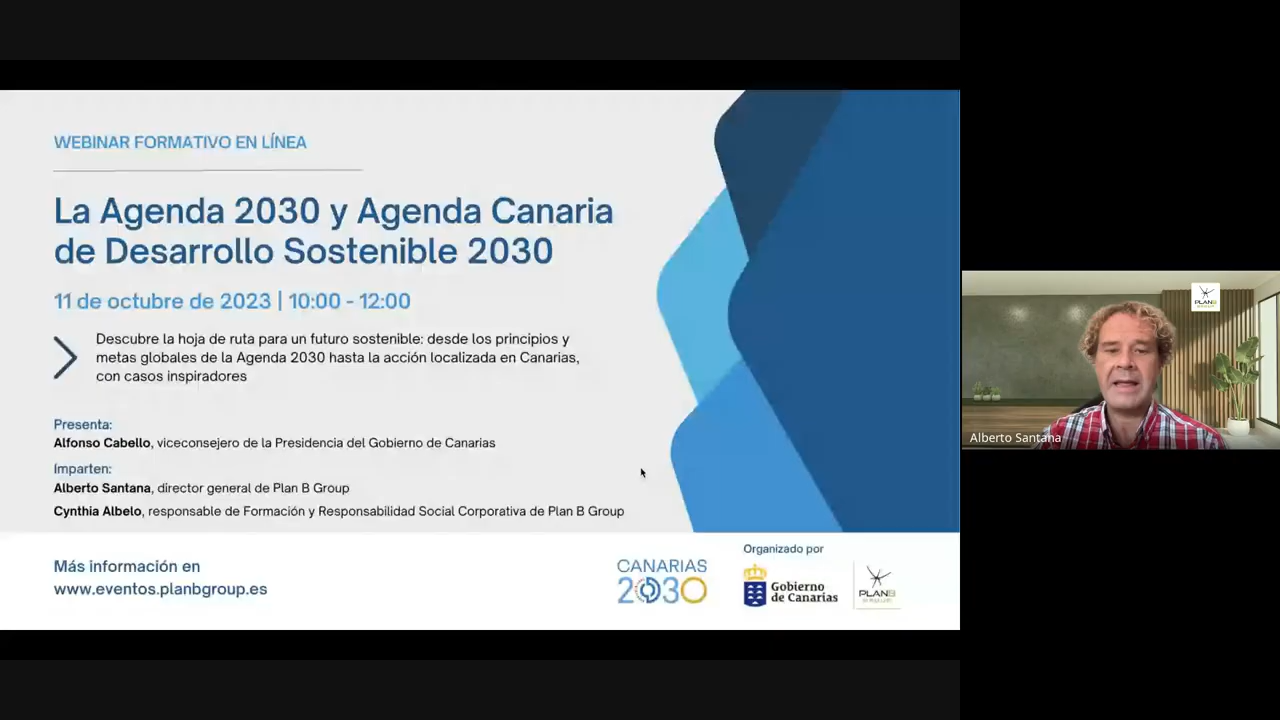 WEBINAR FORMATIVO EN LÍNEA
La Agenda 2030 y Agenda Canaria
de Desarrollo Sostenible 2030
11 de octubre de 2023 | 10:00 - 12:00
Descubre la hoja de ruta para un futuro sostenible: desde los principios y
metas globales de la Agenda 2030 hasta la acción localizada en Canarias,
con casos inspiradores
Presenta:
Alfonso Cabello, viceconsejero de la Presidencia del Gobierno de Canarias
Imparten:
Alberto Santana, director general de Plan B Group
Cynthia Albelo, responsable de Formación y Responsabilidad Social Corporativa de Plan B Group
Más información en
www.eventos.planbgroup.es
CANARIAS
2030
Organizado por
Gobierno
de Canarias
PLANB
PLANB
GROUP
Alberto Santana